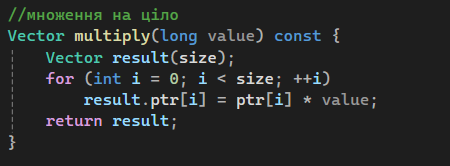 //множення на ціло
Vector multiply(long value) const {
    Vector result(size);
    for (int i = 0; i < size; ++i)
        result.ptr[i] = ptr[i] * value;
    return result;
}